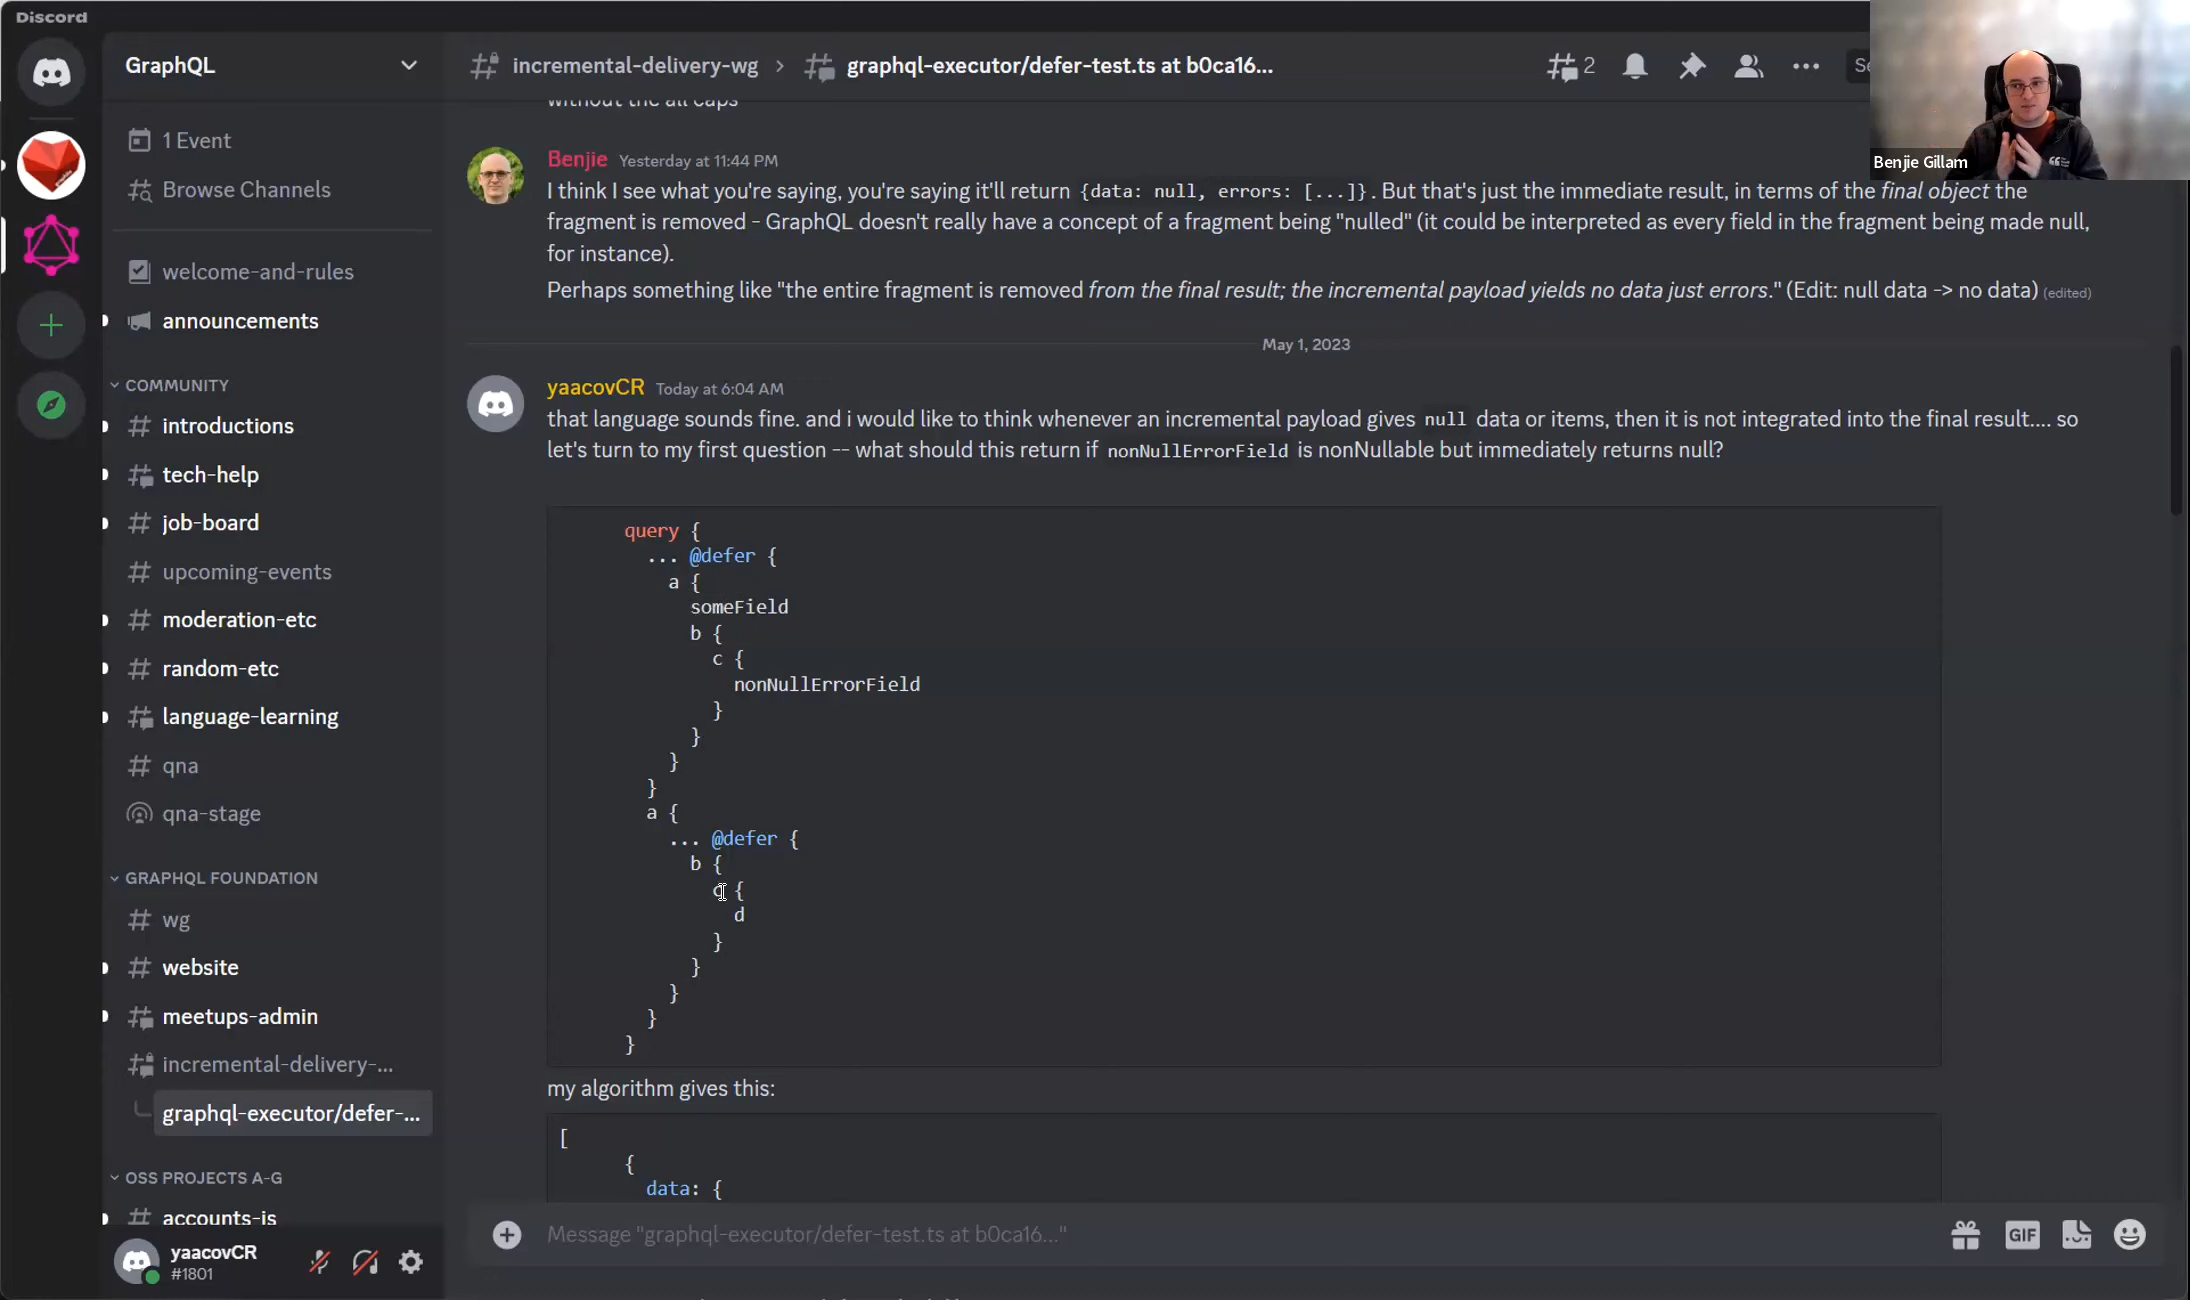 Discord
GraphQL
1 Event
Browse Channels
welcome-and-rules
announcements
COMMUNITY
introductions
tech-help
job-board
upcoming-events
moderation-etc
random-etc
language-learning
qna
qna-stage
GRAPHQL FOUNDATION
wg
website
meetups-admin
incremental-delivery-...
graphql-executor/defer-...
OSS PROJECTS A-G
accounts-js
yaacovCR
#1801
incremental-delivery-wg > graphql-executor/defer-test.ts at b0ca16...
2
Se
Benjie Gillam
without the all caps
Benjie Yesterday at 11:44 PM
I think I see what you're saying, you're saying it'll return {data: null, errors: [...]}. But that's just the immediate result, in terms of the final object the
fragment is removed - GraphQL doesn't really have a concept of a fragment being "nulled" (it could be interpreted as every field in the fragment being made null,
for instance).
Perhaps something like "the entire fragment is removed from the final result; the incremental payload yields no data just errors." (Edit: null data -> no data) (edited)
May 1, 2023
yaacovCR Today at 6:04 AM
that language sounds fine. and i would like to think whenever an incremental payload gives null data or items, then it is not integrated into the final result.... so
let's turn to my first question -- what should this return if nonNullErrorField is nonNullable but immediately returns null?
query {
... @defer {
a {
someField
b {
c {
nonNullErrorField
}
}
}
}
a {
... @defer {
b {
c {
d
}
}
}
}
}
my algorithm gives this:
[
{
data: {
Message "graphql-executor/defer-test.ts at b0ca16..."
GIF